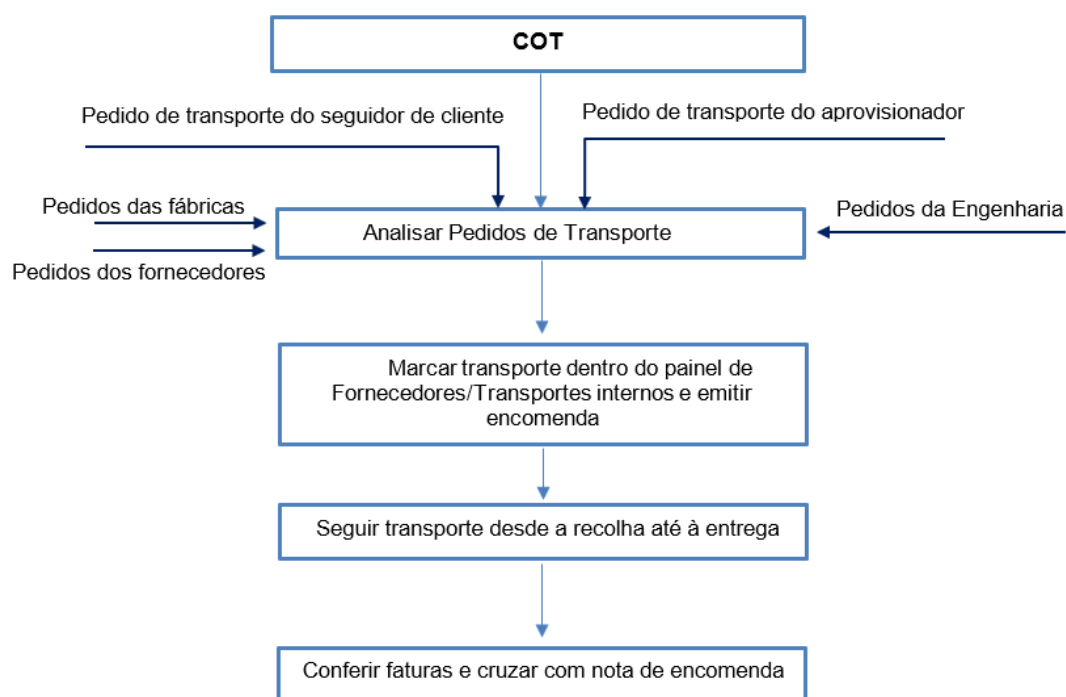 COT
Pedido de transporte do seguidor de cliente
Pedido de transporte do aprovisionador
Pedidos das fábricas
Pedidos da Engenharia
Analisar Pedidos de Transporte
Pedidos dos fornecedores
Marcar transporte dentro do painel de
Fornecedores/Transportes internos e emitir
encomenda
Seguir transporte desde a recolha até à entrega
Conferir faturas e cruzar com nota de encomenda